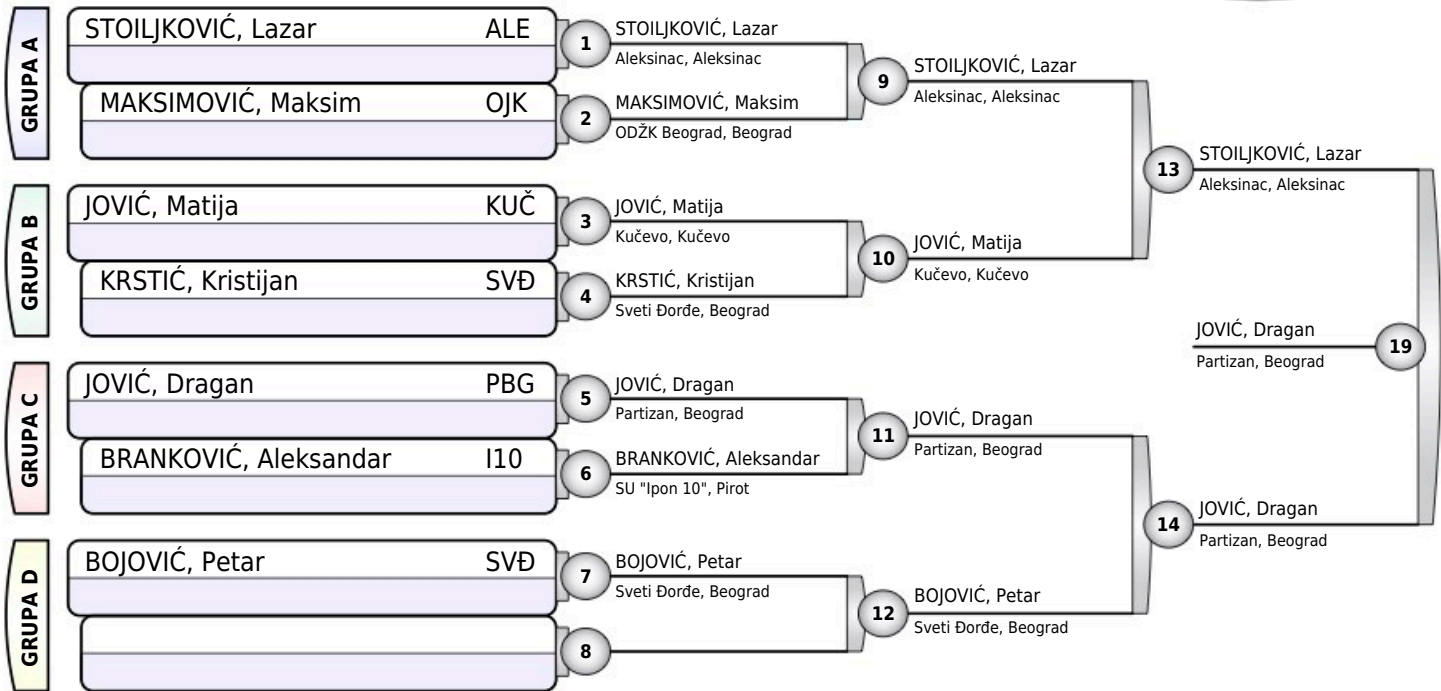 GRUPA A
STOILJKOVIĆ, Lazar ALE
MAKSIMOVIĆ, Maksim OJK
GRUPA B
JOVIĆ, Matija KUČ
KRSTIĆ, Kristijan SVĐ
GRUPA C
JOVIĆ, Dragan PBG
BRANKOVIĆ, Aleksandar I10
GRUPA D
BOJOVIĆ, Petar SVĐ
1
STOILJKOVIĆ, Lazar
Aleksinac, Aleksinac
2
MAKSIMOVIĆ, Maksim
ODŽK Beograd, Beograd
3
JOVIĆ, Matija
Kučevo, Kučevo
4
KRSTIĆ, Kristijan
Sveti Đorđe, Beograd
5
JOVIĆ, Dragan
Partizan, Beograd
6
BRANKOVIĆ, Aleksandar
SU "Ipon 10", Pirot
7
BOJOVIĆ, Petar
Sveti Đorđe, Beograd
8
9
STOILJKOVIĆ, Lazar
Aleksinac, Aleksinac
10
JOVIĆ, Matija
Kučevo, Kučevo
11
JOVIĆ, Dragan
Partizan, Beograd
12
BOJOVIĆ, Petar
Sveti Đorđe, Beograd
13
STOILJKOVIĆ, Lazar
Aleksinac, Aleksinac
14
JOVIĆ, Dragan
Partizan, Beograd
JOVIĆ, Dragan
Partizan, Beograd
19